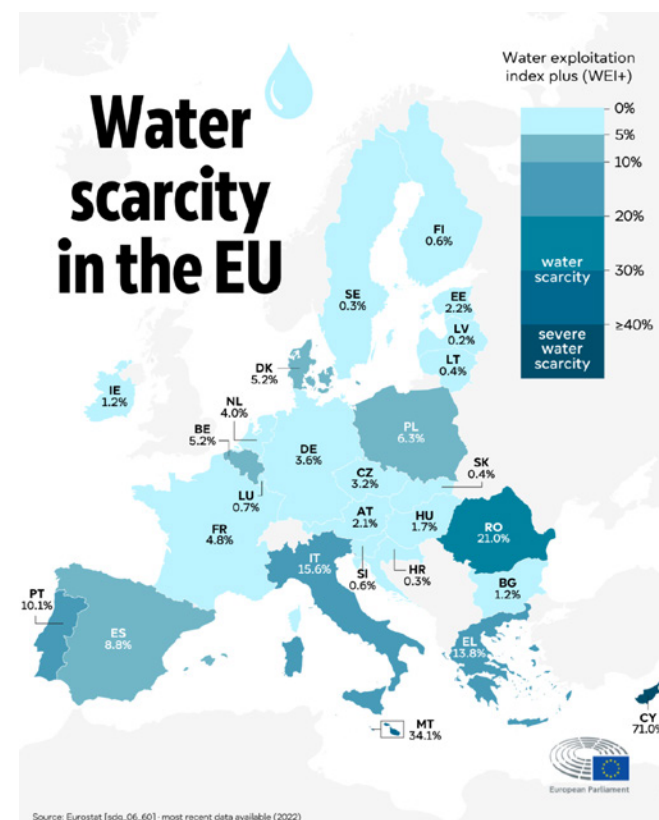 Water
scarcity
in the EU
Water exploitation
index plus (WEI+)
0%
5%
10%
20%
water
scarcity
30%
≥40%
severe
water
scarcity
FI
0.6%
SE
0.3%
EE
2.2%
LV
0.2%
LT
0.4%
DK
5.2%
IE
1.2%
NL
4.0%
BE
5.2%
PL
6.3%
DE
3.6%
CZ
3.2%
SK
0.4%
LU
0.7%
AT
2.1%
HU
1.7%
FR
4.8%
RO
21.0%
IT
15.6%
SI
0.6%
HR
0.3%
BG
1.2%
PT
10.1%
ES
8.8%
EL
13.8%
MT
34.1%
CY
71.0%
European Parliament
Source: Eurostat [sdg_06_60] - most recent data available (2022)